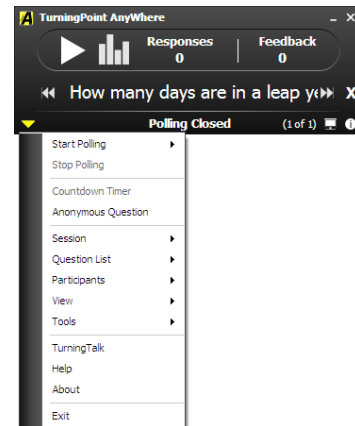 TurningPoint AnyWhere
Responses
0
Feedback
0
How many days are in a leap ye
Polling Closed
(1 of 1)
Start Polling
Stop Polling
Countdown Timer
Anonymous Question
Session
Question List
Participants
View
Tools
TurningTalk
Help
About
Exit